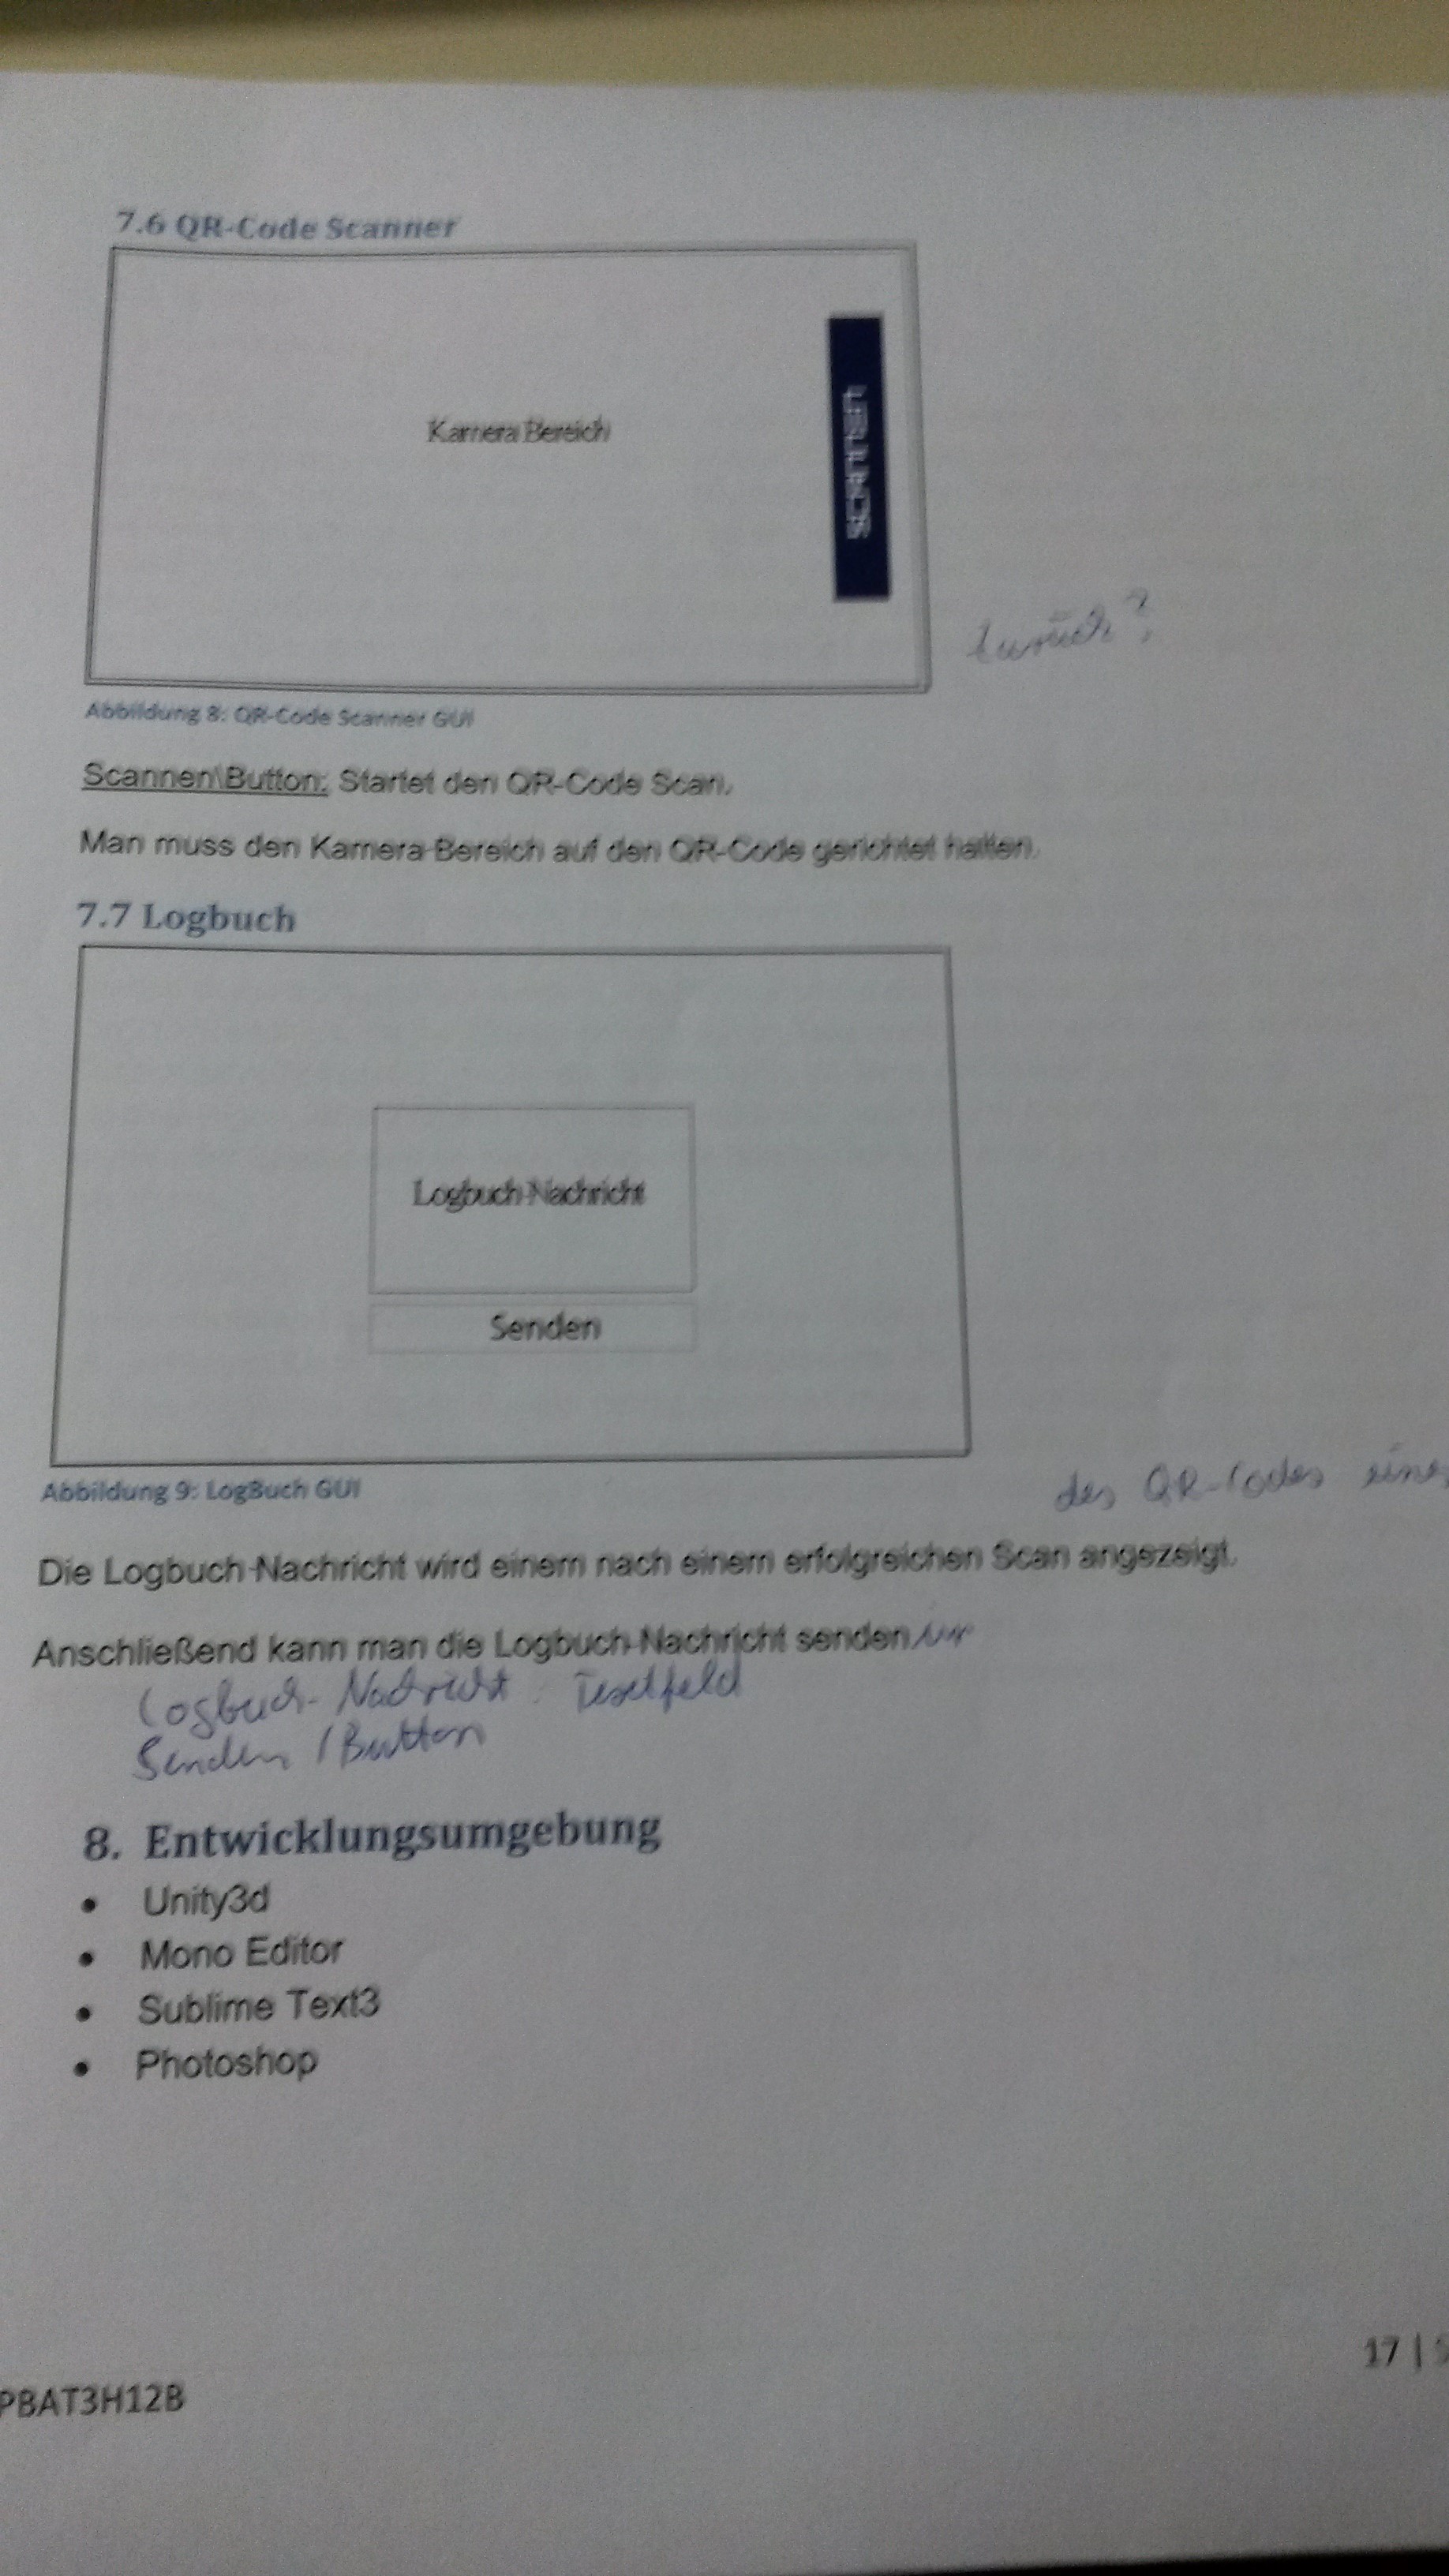 7.6 QR-Code Scanner
Kamera Bereich
Scannen
zurück?
Abbildung 8: QR-Code Scanner GUI
Scannen\Button: Startet den QR-Code Scan.
Man muss den Kamera-Bereich auf den QR-Code gerichtet halten.
7.7 Logbuch
Logbuch-Nachricht
Senden
Abbildung 9: LogBuch GUI
des QR-Codes eines
Die Logbuch-Nachricht wird einem nach einem erfolgreichen Scan angezeigt.
Anschließend kann man die Logbuch-Nachricht senden
Logbuch-Nachricht: Textfeld
Senden / Button
8. Entwicklungsumgebung
• Unity3d
• Mono Editor
• Sublime Text3
• Photoshop
17 |
PBAT3H12B